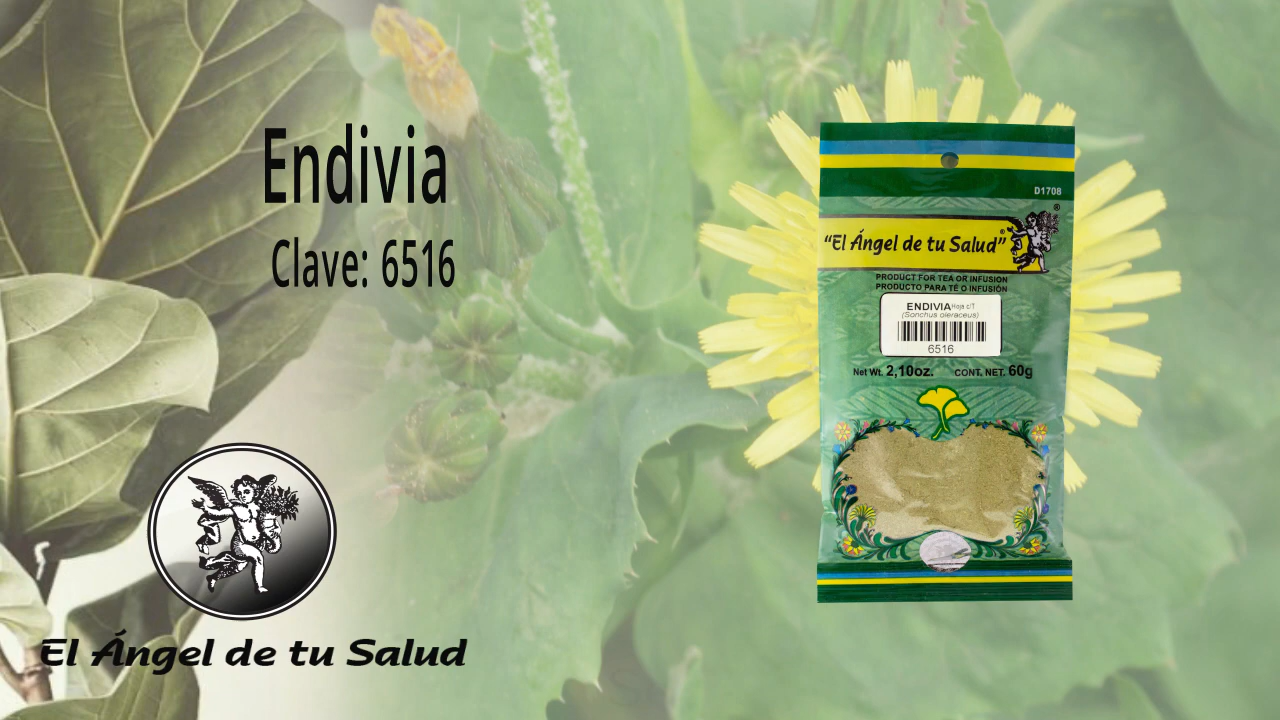 Endivia
Clave: 6516
El Ángel de tu Salud
D1708
"El Ángel de tu Salud"®
®
PRODUCT FOR TEA OR INFUSION
PRODUCTO PARA TÉ O INFUSIÓN
ENDIVIA Hoja c/T
(Sonchus oleraceus)
6516
Net Wt. 2,10oz. CONT. NET. 60g